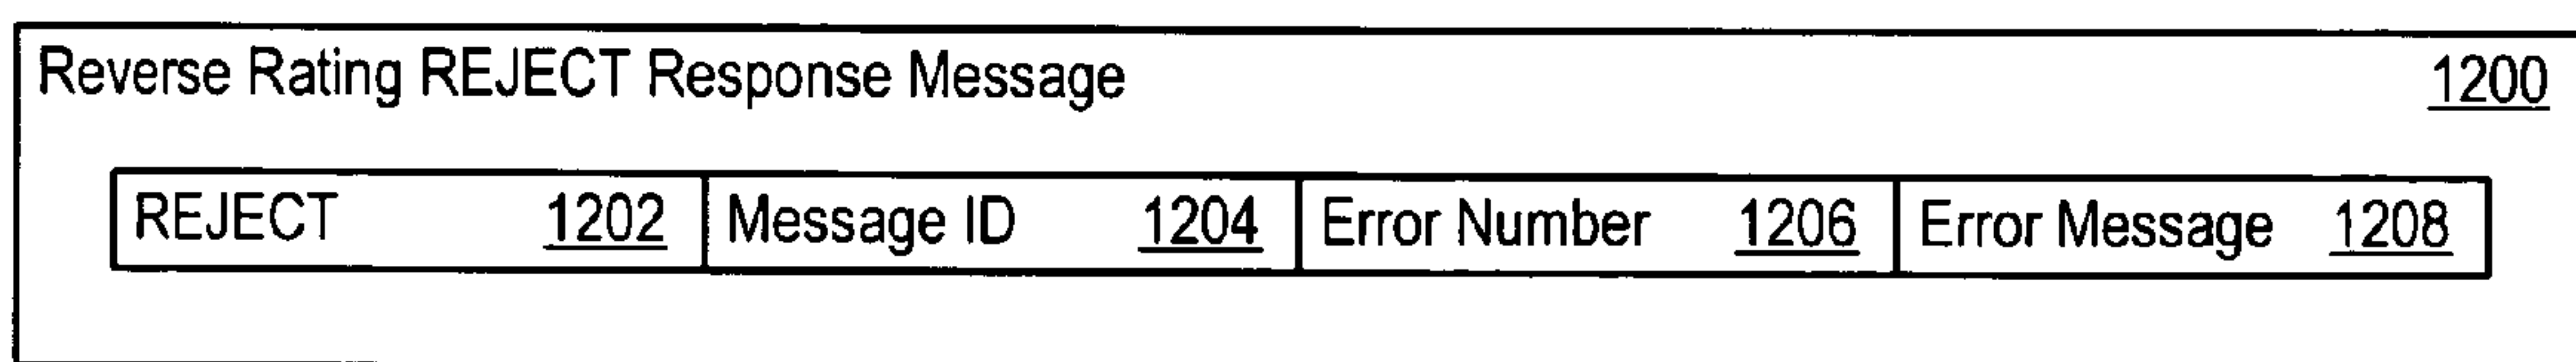 Reverse Rating REJECT Response Message 1200
REJECT 1202 Message ID 1204 Error Number 1206 Error Message 1208